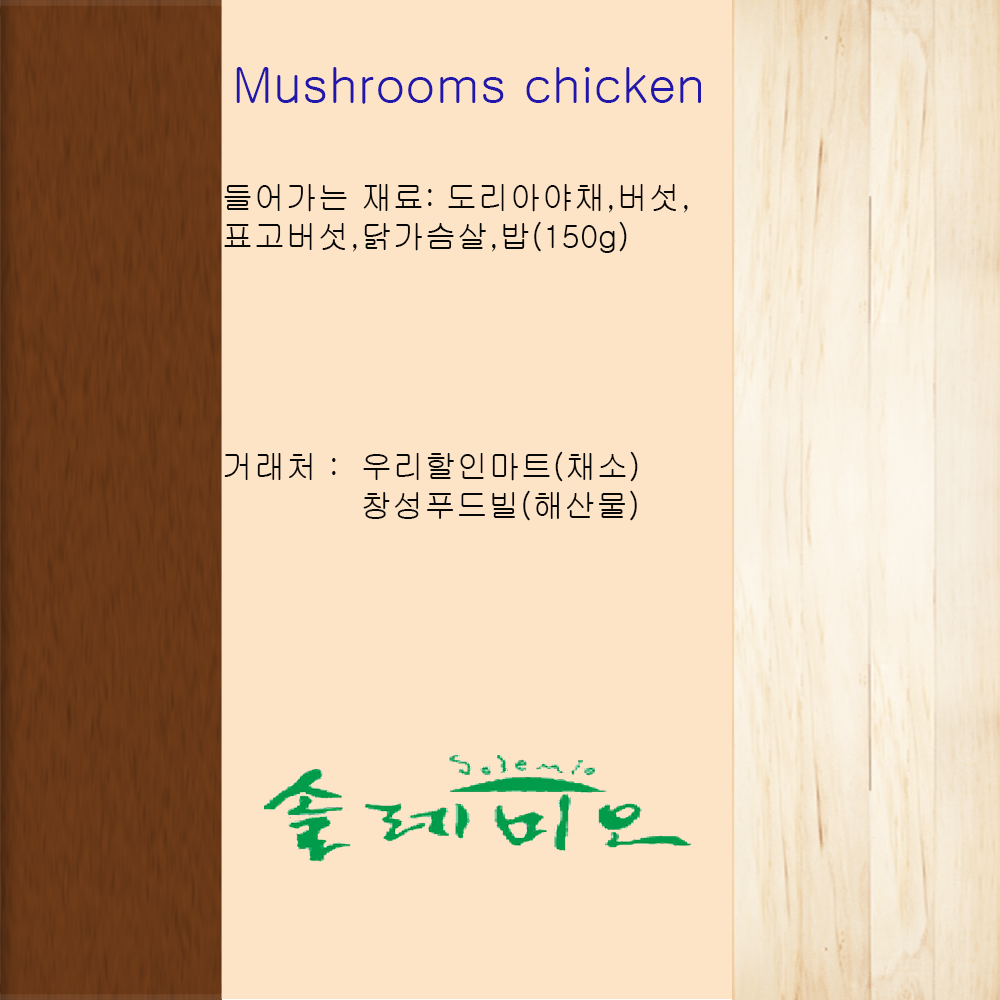 Mushrooms chicken
들어가는 재료: 도리아야채,버섯,
표고버섯,닭가슴살,밥(150g)
거래처 : 우리할인마트(채소)
창성푸드빌(해산물)
Solemio
솔레미오